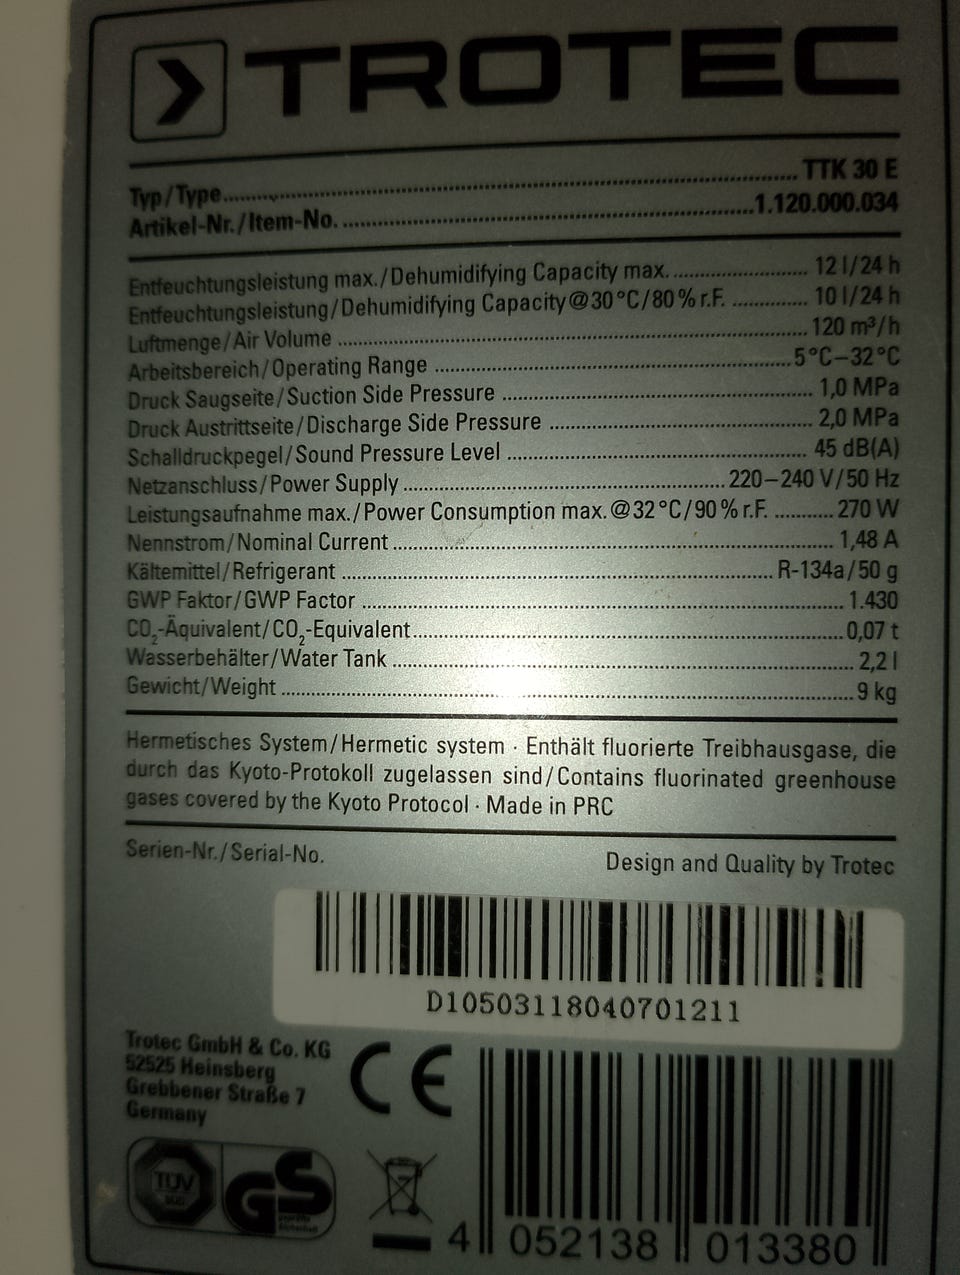 TROTEC
Typ/Type.......... TTK 30 E
Artikel-Nr./Item-No. ..........1.120.000.034
Entfeuchtungsleistung max./Dehumidifying Capacity max. .......... 12 l/24 h
Entfeuchtungsleistung/Dehumidifying Capacity@30°C/80% r.F. .......... 10 l/24 h
Luftmenge/Air Volume .......... 120 m³/h
Arbeitsbereich/Operating Range ..........5°C–32°C
Druck Saugseite/Suction Side Pressure .......... 1,0 MPa
Druck Austrittseite/Discharge Side Pressure .......... 2,0 MPa
Schalldruckpegel/Sound Pressure Level .......... 45 dB(A)
Netzanschluss/Power Supply .......... 220–240 V/50 Hz
Leistungsaufnahme max./Power Consumption max.@32°C/90% r.F. .......... 270 W
Nennstrom/Nominal Current .......... 1,48 A
Kältemittel/Refrigerant .......... R-134a/50 g
GWP Faktor/GWP Factor .......... 1.430
CO₂-Äquivalent/CO₂-Equivalent..........0,07 t
Wasserbehälter/Water Tank .......... 2,2 l
Gewicht/Weight ..........9 kg
Hermetisches System/Hermetic system · Enthält fluorierte Treibhausgase, die
durch das Kyoto-Protokoll zugelassen sind/Contains fluorinated greenhouse
gases covered by the Kyoto Protocol · Made in PRC
Serien-Nr./Serial-No.
Design and Quality by Trotec
D10503118040701211
Trotec GmbH & Co. KG
52525 Heinsberg
Grebbener Straße 7
Germany
CE
TÜV
SÜD
GS
geprüfte
Sicherheit
4 052138 013380